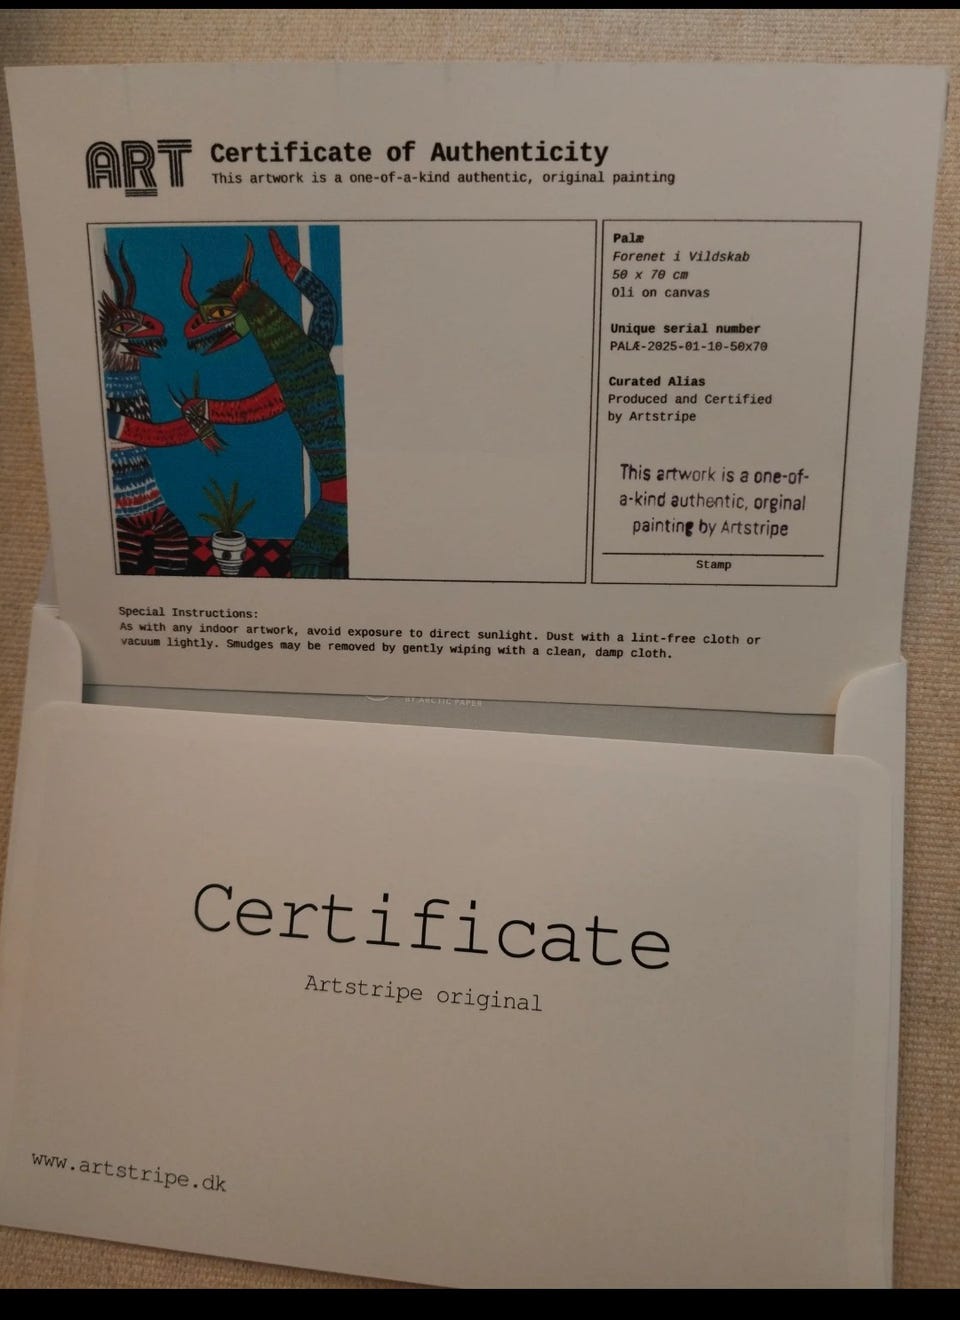 ART
Certificate of Authenticity
This artwork is a one-of-a-kind authentic, original painting
Palæ
Forenet i Vildskab
50 x 70 cm
Oli on canvas
Unique serial number
PALÆ-2025-01-10-50x70
Curated Alias
Produced and Certified
by Artstripe
This artwork is a one-of-
a-kind authentic, orginal
painting by Artstripe
Stamp
Special Instructions:
As with any indoor artwork, avoid exposure to direct sunlight. Dust with a lint-free cloth or
vacuum lightly. Smudges may be removed by gently wiping with a clean, damp cloth.
BY ARCTIC PAPER
Certificate
Artstripe original
www.artstripe.dk